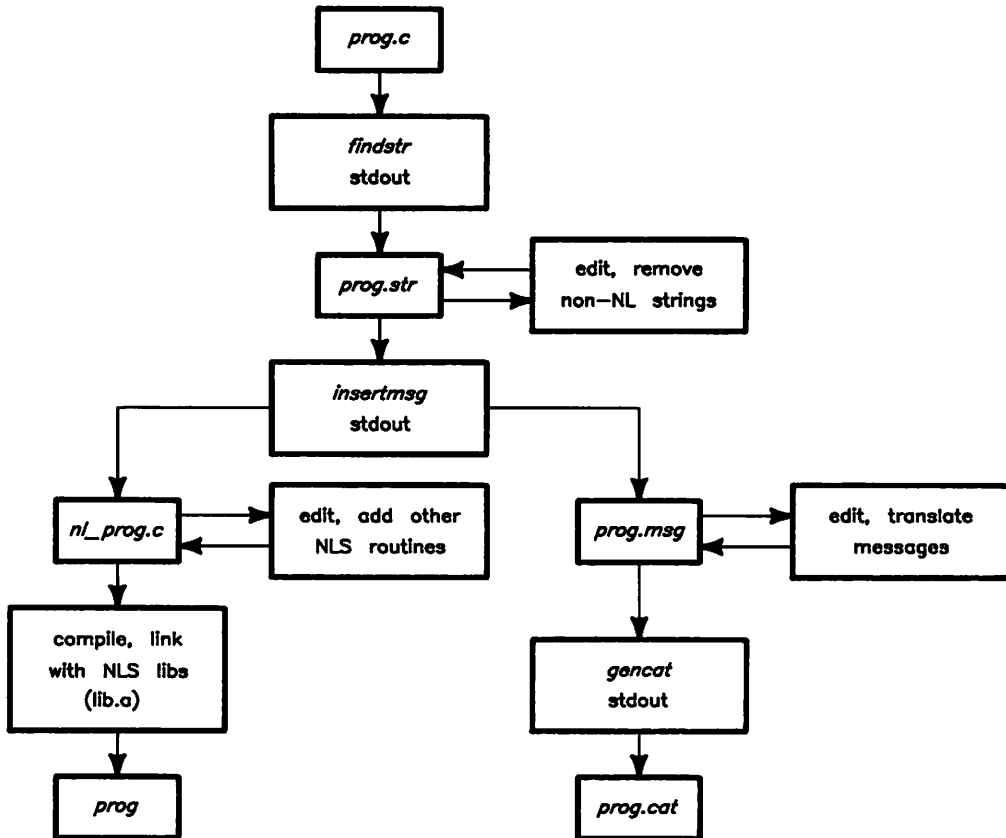 prog.c
findstr
stdout
prog.str
edit, remove
non-NL strings
insertmsg
stdout
nl_prog.c
edit, add other
NLS routines
prog.msg
edit, translate
messages
compile, link
with NLS libs
(lib.a)
gencat
stdout
prog
prog.cat